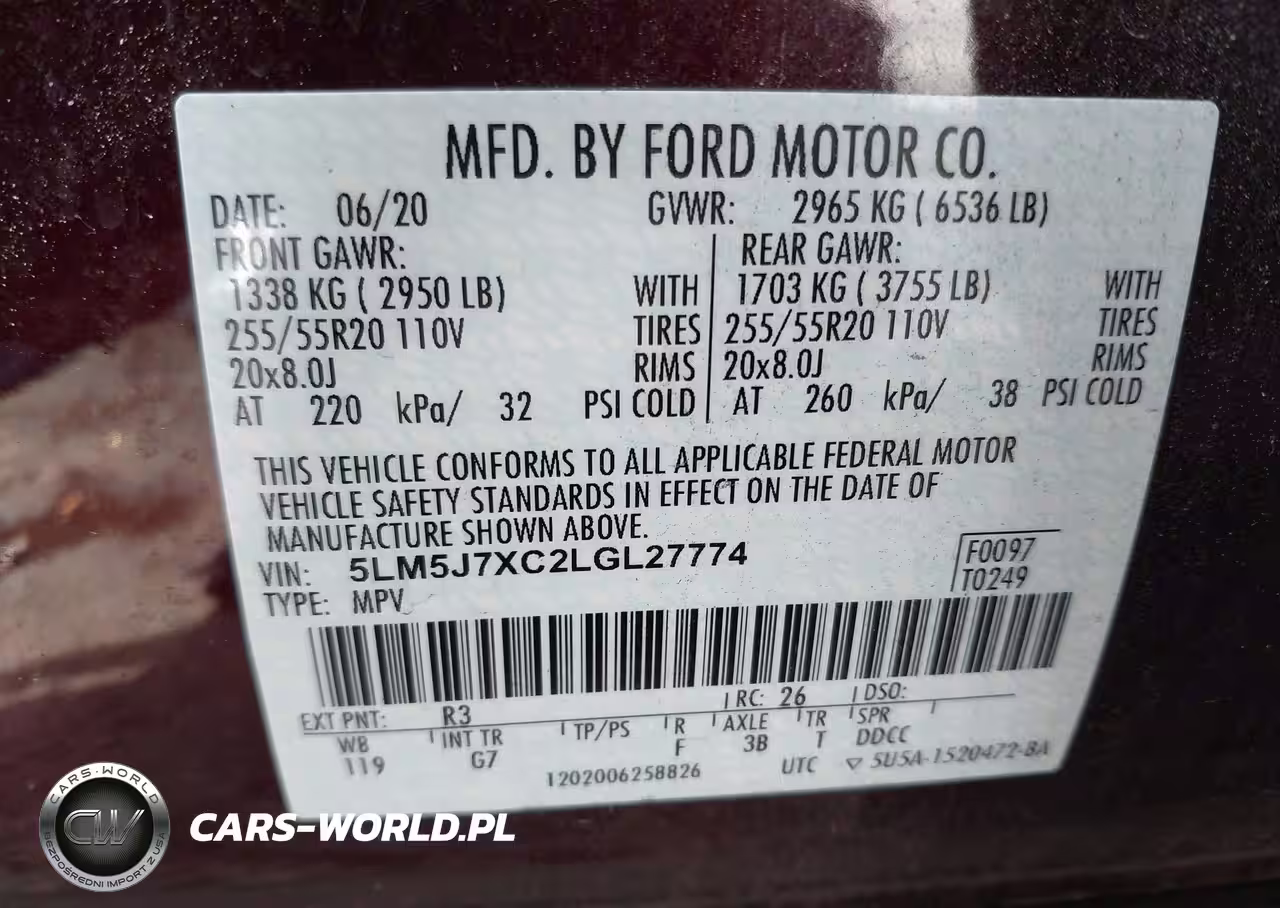 MFD. BY FORD MOTOR CO.
DATE: 06/20 GVWR: 2965 KG ( 6536 LB)
FRONT GAWR: REAR GAWR:
1338 KG ( 2950 LB) WITH 1703 KG ( 3755 LB) WITH
255/55R20 110V TIRES 255/55R20 110V TIRES
20x8.0J RIMS 20x8.0J RIMS
AT 220 kPa/ 32 PSI COLD AT 260 kPa/ 38 PSI COLD
THIS VEHICLE CONFORMS TO ALL APPLICABLE FEDERAL MOTOR
VEHICLE SAFETY STANDARDS IN EFFECT ON THE DATE OF
MANUFACTURE SHOWN ABOVE.
VIN: 5LM5J7XC2LGL27774 F0097
TYPE: MPV T0249
EXT PNT: R3 RC: 26 DSO:
WB INT TR TP/PS R AXLE TR SPR
119 G7 F 3B T DDCC
1202006258826 UTC ▽ 5U5A-1520472-BA
CARS-WORLD
CW
BEZPOŚREDNI IMPORT Z USA
CARS-WORLD.PL